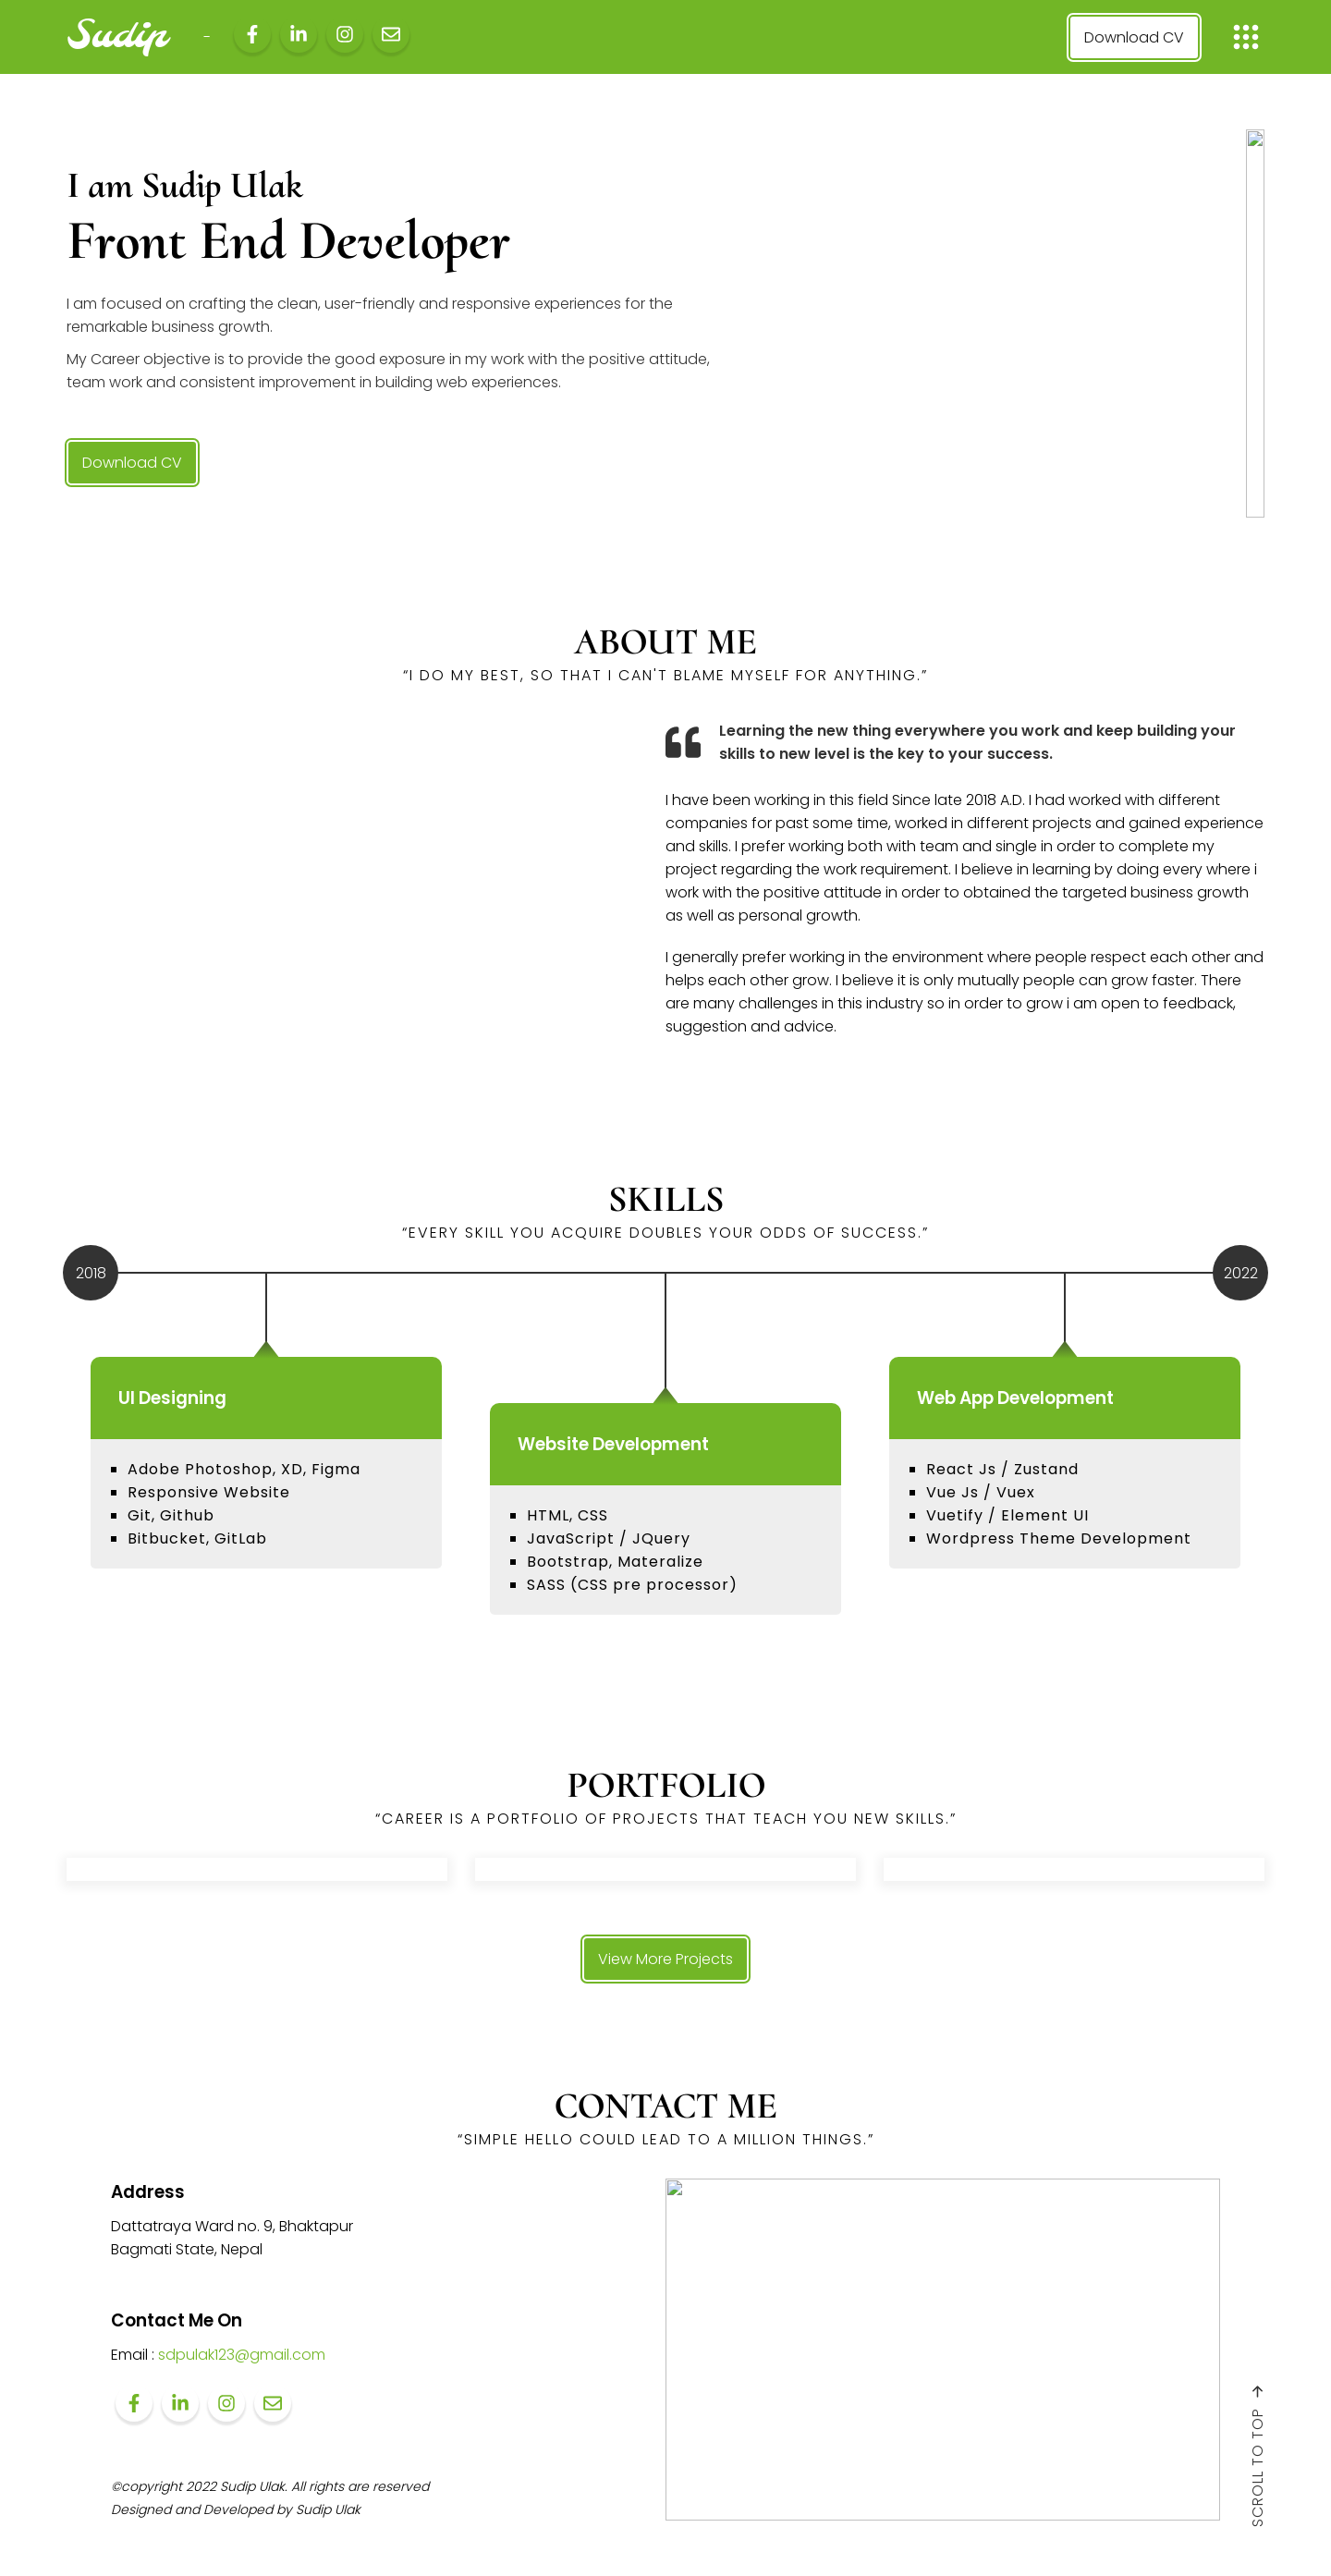 Sudip
-
Download CV
I am Sudip Ulak
Front End Developer
I am focused on crafting the clean, user-friendly and responsive experiences for the
remarkable business growth.
My Career objective is to provide the good exposure in my work with the positive attitude,
team work and consistent improvement in building web experiences.
Download CV
ABOUT ME
“I DO MY BEST, SO THAT I CAN'T BLAME MYSELF FOR ANYTHING.”
Learning the new thing everywhere you work and keep building your
skills to new level is the key to your success.
I have been working in this field Since late 2018 A.D. I had worked with different
companies for past some time, worked in different projects and gained experience
and skills. I prefer working both with team and single in order to complete my
project regarding the work requirement. I believe in learning by doing every where i
work with the positive attitude in order to obtained the targeted business growth
as well as personal growth.
I generally prefer working in the environment where people respect each other and
helps each other grow. I believe it is only mutually people can grow faster. There
are many challenges in this industry so in order to grow i am open to feedback,
suggestion and advice.
SKILLS
“EVERY SKILL YOU ACQUIRE DOUBLES YOUR ODDS OF SUCCESS.”
2018
2022
UI Designing
Adobe Photoshop, XD, Figma
Responsive Website
Git, Github
Bitbucket, GitLab
Website Development
HTML, CSS
JavaScript / JQuery
Bootstrap, Materalize
SASS (CSS pre processor)
Web App Development
React Js / Zustand
Vue Js / Vuex
Vuetify / Element UI
Wordpress Theme Development
PORTFOLIO
“CAREER IS A PORTFOLIO OF PROJECTS THAT TEACH YOU NEW SKILLS.”
View More Projects
CONTACT ME
“SIMPLE HELLO COULD LEAD TO A MILLION THINGS.”
Address
Dattatraya Ward no. 9, Bhaktapur
Bagmati State, Nepal
Contact Me On
Email : sdpulak123@gmail.com
©copyright 2022 Sudip Ulak. All rights are reserved
Designed and Developed by Sudip Ulak
SCROLL TO TOP